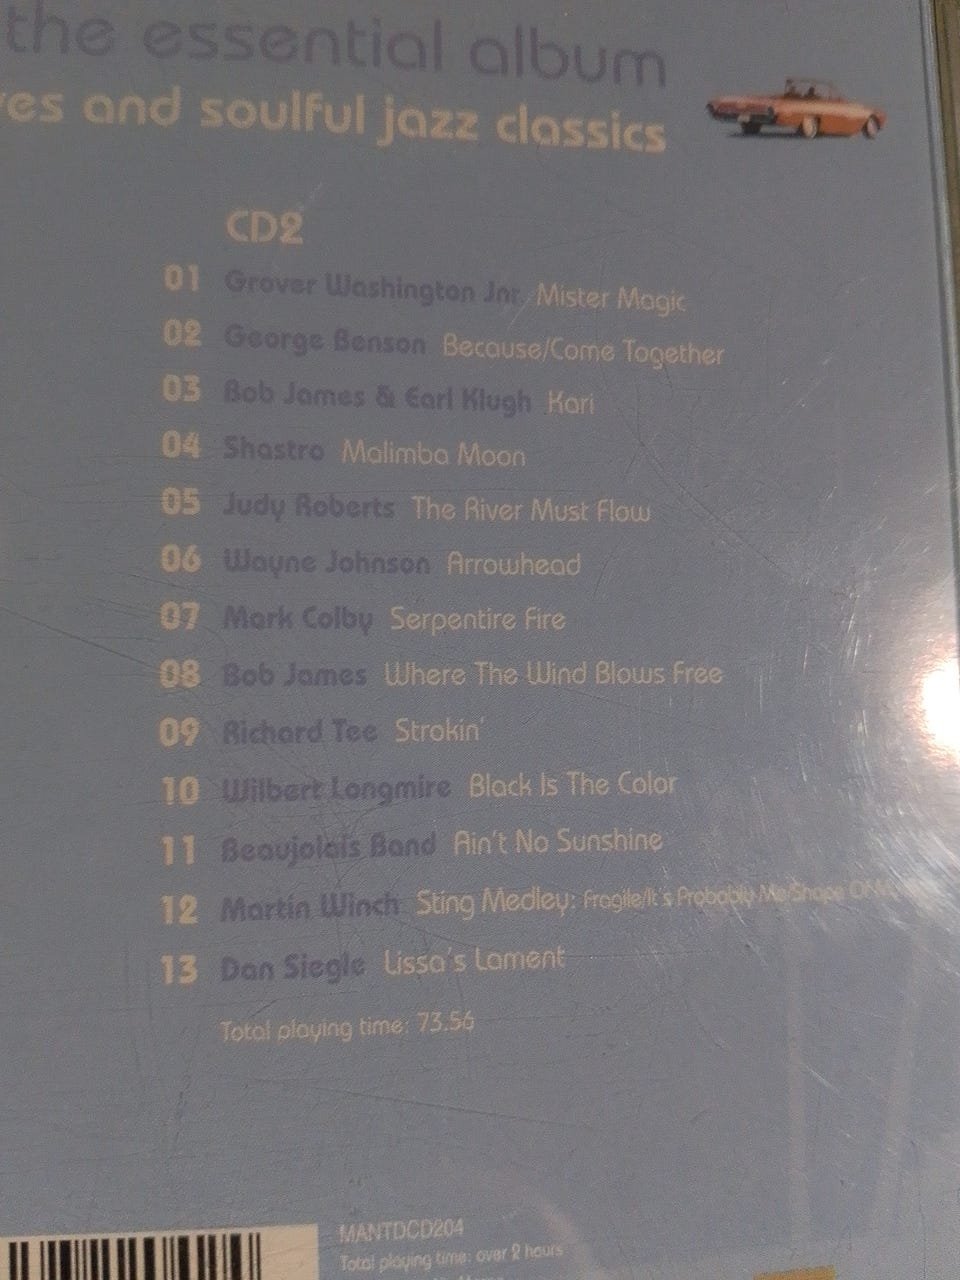 the essential album
ves and soulful jazz classics
CD2
01 Grover Washington Jnr. Mister Magic
02 George Benson Because/Come Together
03 Bob James & Earl Klugh Kari
04 Shastro Malimba Moon
05 Judy Roberts The River Must Flow
06 Wayne Johnson Arrowhead
07 Mark Colby Serpentire Fire
08 Bob James Where The Wind Blows Free
09 Richard Tee Strokin'
10 Wilbert Longmire Black Is The Color
11 Beaujolais Band Ain't No Sunshine
12 Martin Winch Sting Medley: Fragile/It's Probably Me/Shape Of
13 Dan Siegle Lissa's Lament
Total playing time: 73.56
MANTDCD204
Total playing time: over 2 hours